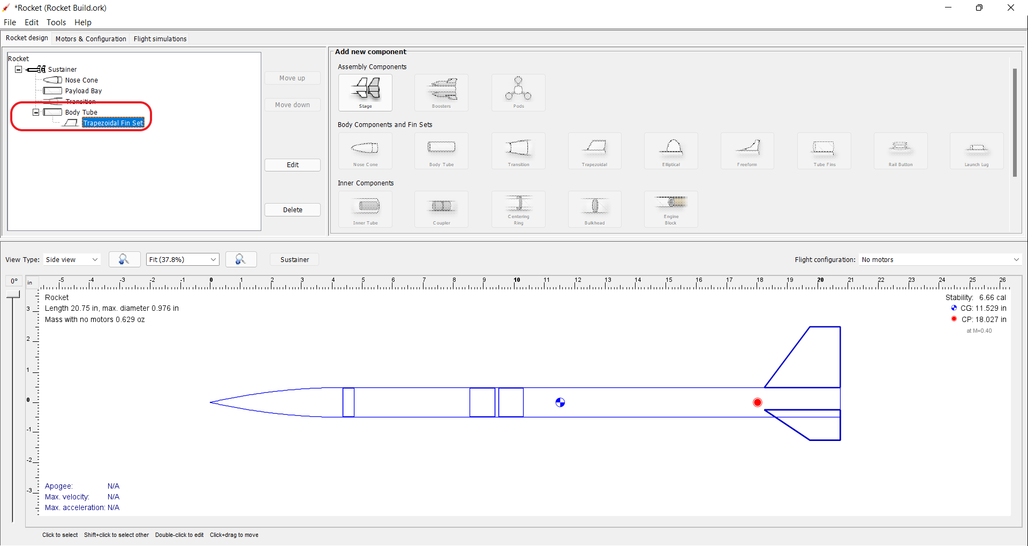 *Rocket (Rocket Build.ork)
File Edit Tools Help
Rocket design Motors & Configuration Flight simulations
Rocket
Sustainer
Nose Cone
Payload Bay
Transition
Body Tube
Trapezoidal Fin Set
Move up
Move down
Edit
Delete
Add new component
Assembly Components
Stage Boosters Pods
Body Components and Fin Sets
Nose Cone Body Tube Transition Trapezoidal Elliptical Freeform Tube Fins Rail Button Launch Lug
Inner Components
Inner Tube Coupler Centering Ring Bulkhead Engine Block
View Type: Side view Fit (37.8%) Sustainer Flight configuration: No motors
0° in -5 -4 -3 -2 -1 0 1 2 3 4 5 6 7 8 9 10 11 12 13 14 15 16 17 18 19 20 21 22 23 24 25 26
3
2
1
0
-1
-2
-3
Rocket
Length 20.75 in, max. diameter 0.976 in
Mass with no motors 0.629 oz
Stability: 6.66 cal
CG: 11.529 in
CP: 18.027 in
at M=0.40
Apogee: N/A
Max. velocity: N/A
Max. acceleration: N/A
Click to select Shift+click to select other Double-click to edit Click+drag to move